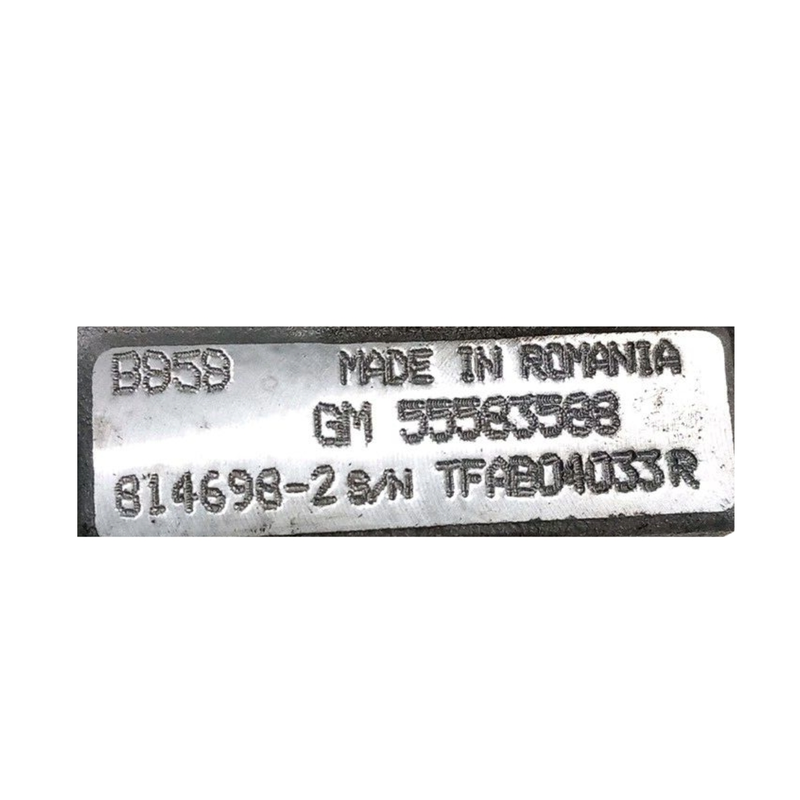 B959 MADE IN ROMANIA
GM 55583588
814698-2 S/N TFAB04033R